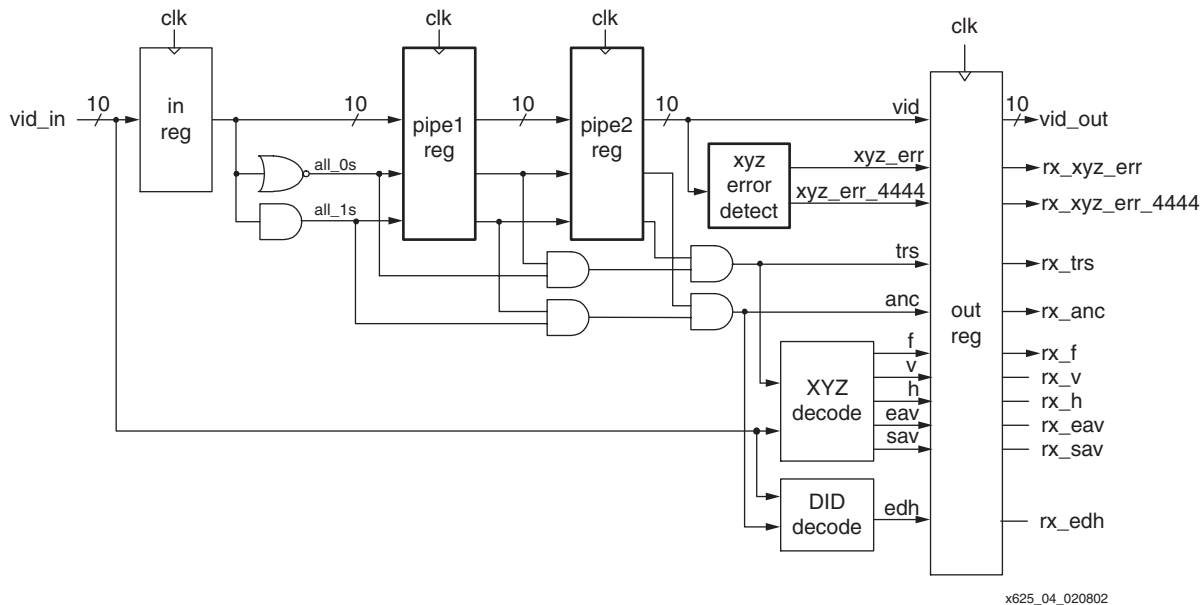 clk
clk
clk
clk
10
vid_in
in
reg
10
pipe1
reg
10
pipe2
reg
10
vid
10
vid_out
all_0s
all_1s
xyz
error
detect
xyz_err
xyz_err_4444
rx_xyz_err
rx_xyz_err_4444
trs
rx_trs
anc
rx_anc
out
reg
XYZ
decode
f
v
h
eav
sav
rx_f
rx_v
rx_h
rx_eav
rx_sav
DID
decode
edh
rx_edh
x625_04_020802